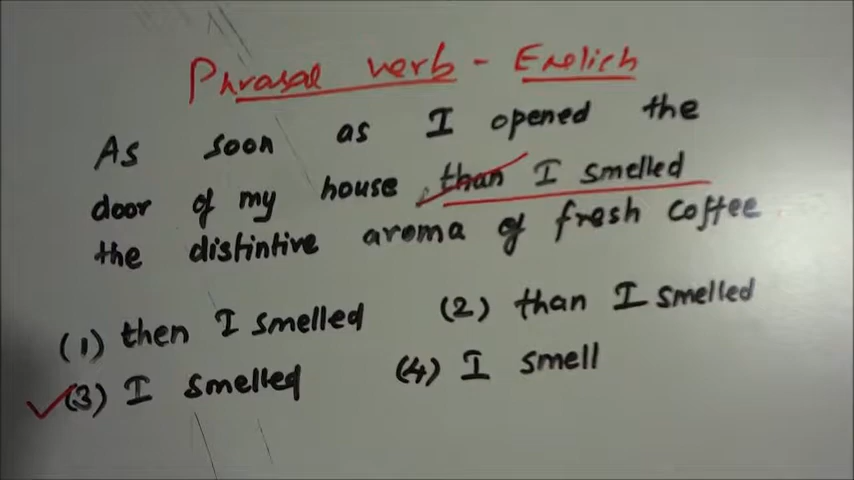 Phrasal verb - English
As soon as I opened the
door of my house than I smelled
the distintive aroma of fresh coffee
(1) then I smelled (2) than I smelled
(3) I smelled (4) I smell